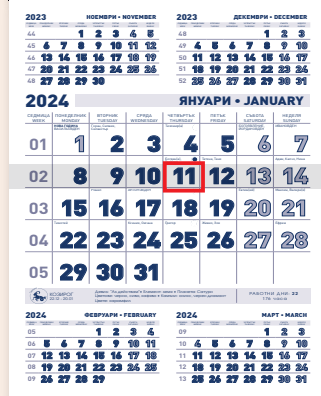 2023 НОЕМВРИ • NOVEMBER
44 1 2 3 4 5
45 6 7 8 9 10 11 12
46 13 14 15 16 17 18 19
47 20 21 22 23 24 25 26
48 27 28 29 30
2023 ДЕКЕМВРИ • DECEMBER
48 1 2 3
49 4 5 6 7 8 9 10
50 11 12 13 14 15 16 17
51 18 19 20 21 22 23 24
52 25 26 27 28 29 30 31
2024 ЯНУАРИ • JANUARY
СЕДМИЦА ПОНЕДЕЛНИК ВТОРНИК СРЯДА ЧЕТВЪРТЪК ПЕТЪК СЪБОТА НЕДЕЛЯ
WEEK MONDAY TUESDAY WEDNESDAY THURSDAY FRIDAY SATURDAY SUNDAY
01 1 2 3 4 5 6 7
02 8 9 10 11 12 13 14
03 15 16 17 18 19 20 21
04 22 23 24 25 26 27 28
05 29 30 31
КОЗИРОГ
22.12 - 20.01
РАБОТНИ ДНИ: 22
176 часа
2024 ФЕВРУАРИ • FEBRUARY
05 1 2 3 4
06 5 6 7 8 9 10 11
07 12 13 14 15 16 17 18
08 19 20 21 22 23 24 25
09 26 27 28 29
2024 МАРТ • MARCH
09 1 2 3
10 4 5 6 7 8 9 10
11 11 12 13 14 15 16 17
12 18 19 20 21 22 23 24
13 25 26 27 28 29 30 31